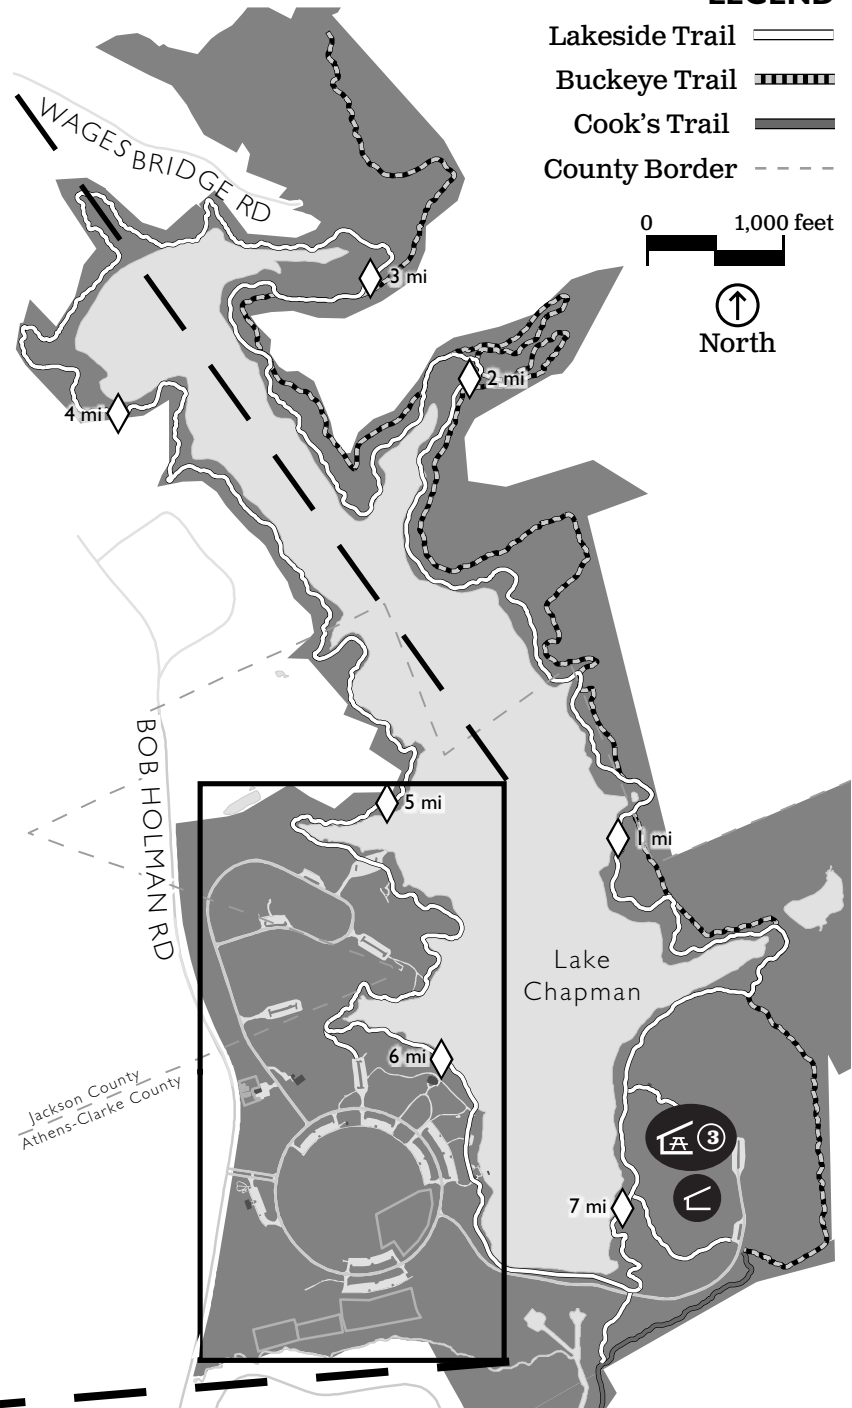 LEGEND
Lakeside Trail
Buckeye Trail
Cook's Trail
County Border
0 1,000 feet
North
WAGES BRIDGE RD
3 mi
2 mi
4 mi
BOB HOLMAN RD
5 mi
1 mi
Lake
Chapman
6 mi
Jackson County
Athens-Clarke County
3
7 mi